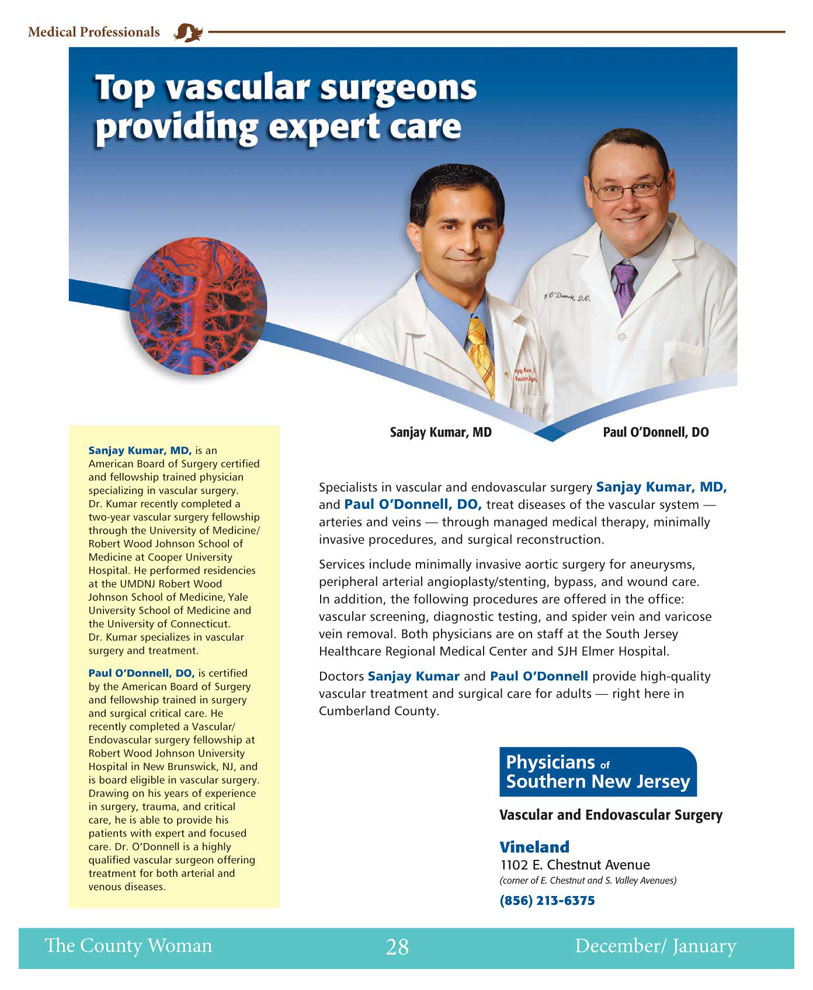 Medical Professionals
Top vascular surgeons
providing expert care
O'Donnell, D.O.
Sanjay Kumar, MD
Paul O'Donnell, DO
Sanjay Kumar, MD, is an
American Board of Surgery certified
and fellowship trained physician
specializing in vascular surgery.
Dr. Kumar recently completed a
two-year vascular surgery fellowship
through the University of Medicine/
Robert Wood Johnson School of
Medicine at Cooper University
Hospital. He performed residencies
at the UMDNJ Robert Wood
Johnson School of Medicine, Yale
University School of Medicine and
the University of Connecticut.
Dr. Kumar specializes in vascular
surgery and treatment.
Paul O'Donnell, DO, is certified
by the American Board of Surgery
and fellowship trained in surgery
and surgical critical care. He
recently completed a Vascular/
Endovascular surgery fellowship at
Robert Wood Johnson University
Hospital in New Brunswick, NJ, and
is board eligible in vascular surgery.
Drawing on his years of experience
in surgery, trauma, and critical
care, he is able to provide his
patients with expert and focused
care. Dr. O'Donnell is a highly
qualified vascular surgeon offering
treatment for both arterial and
venous diseases.
Specialists in vascular and endovascular surgery Sanjay Kumar, MD,
and Paul O'Donnell, DO, treat diseases of the vascular system —
arteries and veins — through managed medical therapy, minimally
invasive procedures, and surgical reconstruction.
Services include minimally invasive aortic surgery for aneurysms,
peripheral arterial angioplasty/stenting, bypass, and wound care.
In addition, the following procedures are offered in the office:
vascular screening, diagnostic testing, and spider vein and varicose
vein removal. Both physicians are on staff at the South Jersey
Healthcare Regional Medical Center and SJH Elmer Hospital.
Doctors Sanjay Kumar and Paul O'Donnell provide high-quality
vascular treatment and surgical care for adults — right here in
Cumberland County.
Physicians of
Southern New Jersey
Vascular and Endovascular Surgery
Vineland
1102 E. Chestnut Avenue
(corner of E. Chestnut and S. Valley Avenues)
(856) 213-6375
The County Woman
28
December/ January